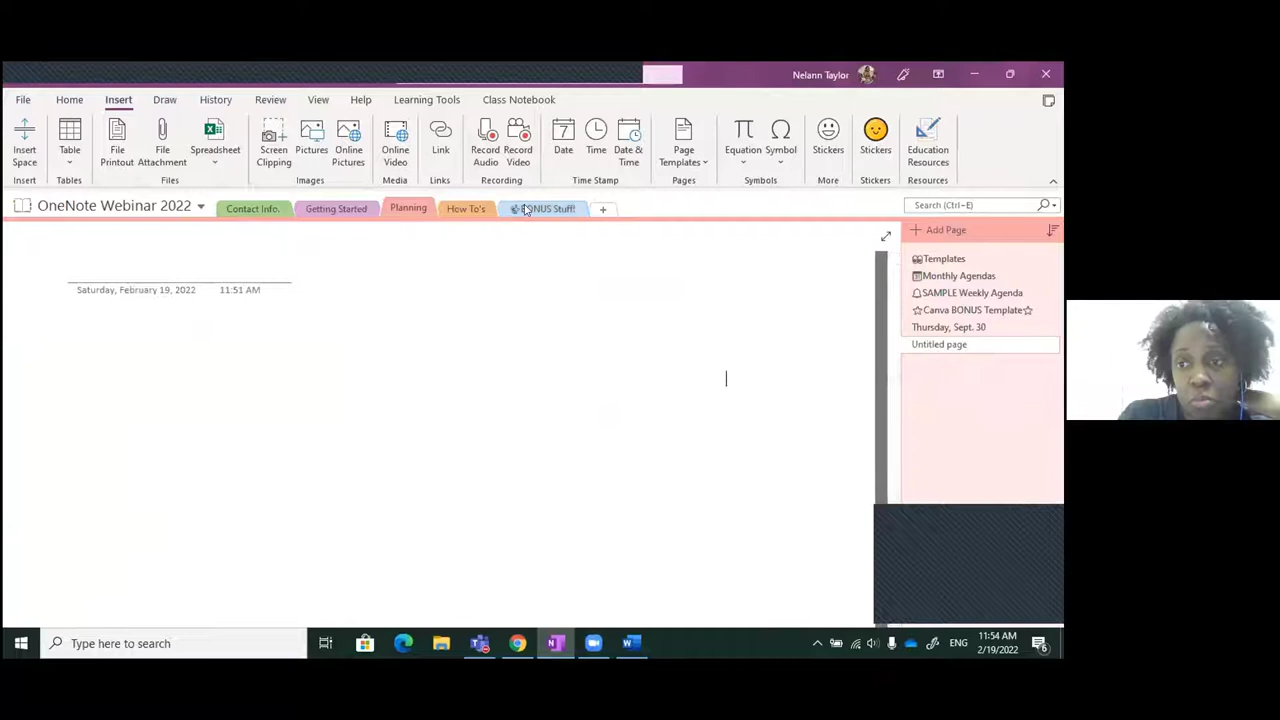 Nelann Taylor
File Home Insert Draw History Review View Help Learning Tools Class Notebook
Insert Space Table File Printout File Attachment Spreadsheet Screen Clipping Pictures Online Pictures Online Video Link Record Audio Record Video Date Time Date & Time Page Templates Equation Symbol Stickers Stickers Education Resources
Insert Tables Files Images Media Links Recording Time Stamp Pages Symbols More Stickers Resources
OneNote Webinar 2022 Contact Info. Getting Started Planning How To's BONUS Stuff! Search (Ctrl+E)
Add Page
Templates
Monthly Agendas
SAMPLE Weekly Agenda
☆Canva BONUS Template☆
Thursday, Sept. 30
Untitled page
Saturday, February 19, 2022 11:51 AM
Type here to search
ENG
11:54 AM
2/19/2022